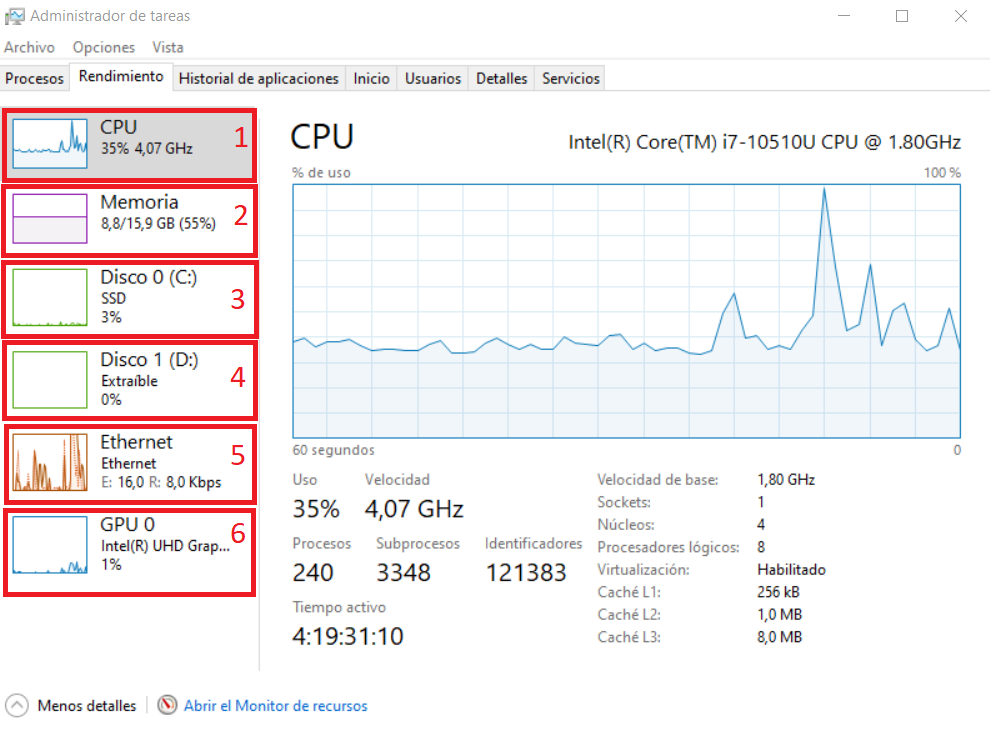 Administrador de tareas
Archivo Opciones Vista
Procesos Rendimiento Historial de aplicaciones Inicio Usuarios Detalles Servicios
CPU
35% 4,07 GHz
1
Memoria
8,8/15,9 GB (55%)
2
Disco 0 (C:)
SSD
3%
3
Disco 1 (D:)
Extraíble
0%
4
Ethernet
Ethernet
E: 16,0 R: 8,0 Kbps
5
GPU 0
Intel(R) UHD Grap...
1%
6
CPU Intel(R) Core(TM) i7-10510U CPU @ 1.80GHz
% de uso 100 %
60 segundos 0
Uso Velocidad
35% 4,07 GHz
Procesos Subprocesos Identificadores
240 3348 121383
Tiempo activo
4:19:31:10
Velocidad de base: 1,80 GHz
Sockets: 1
Núcleos: 4
Procesadores lógicos: 8
Virtualización: Habilitado
Caché L1: 256 kB
Caché L2: 1,0 MB
Caché L3: 8,0 MB
Menos detalles Abrir el Monitor de recursos